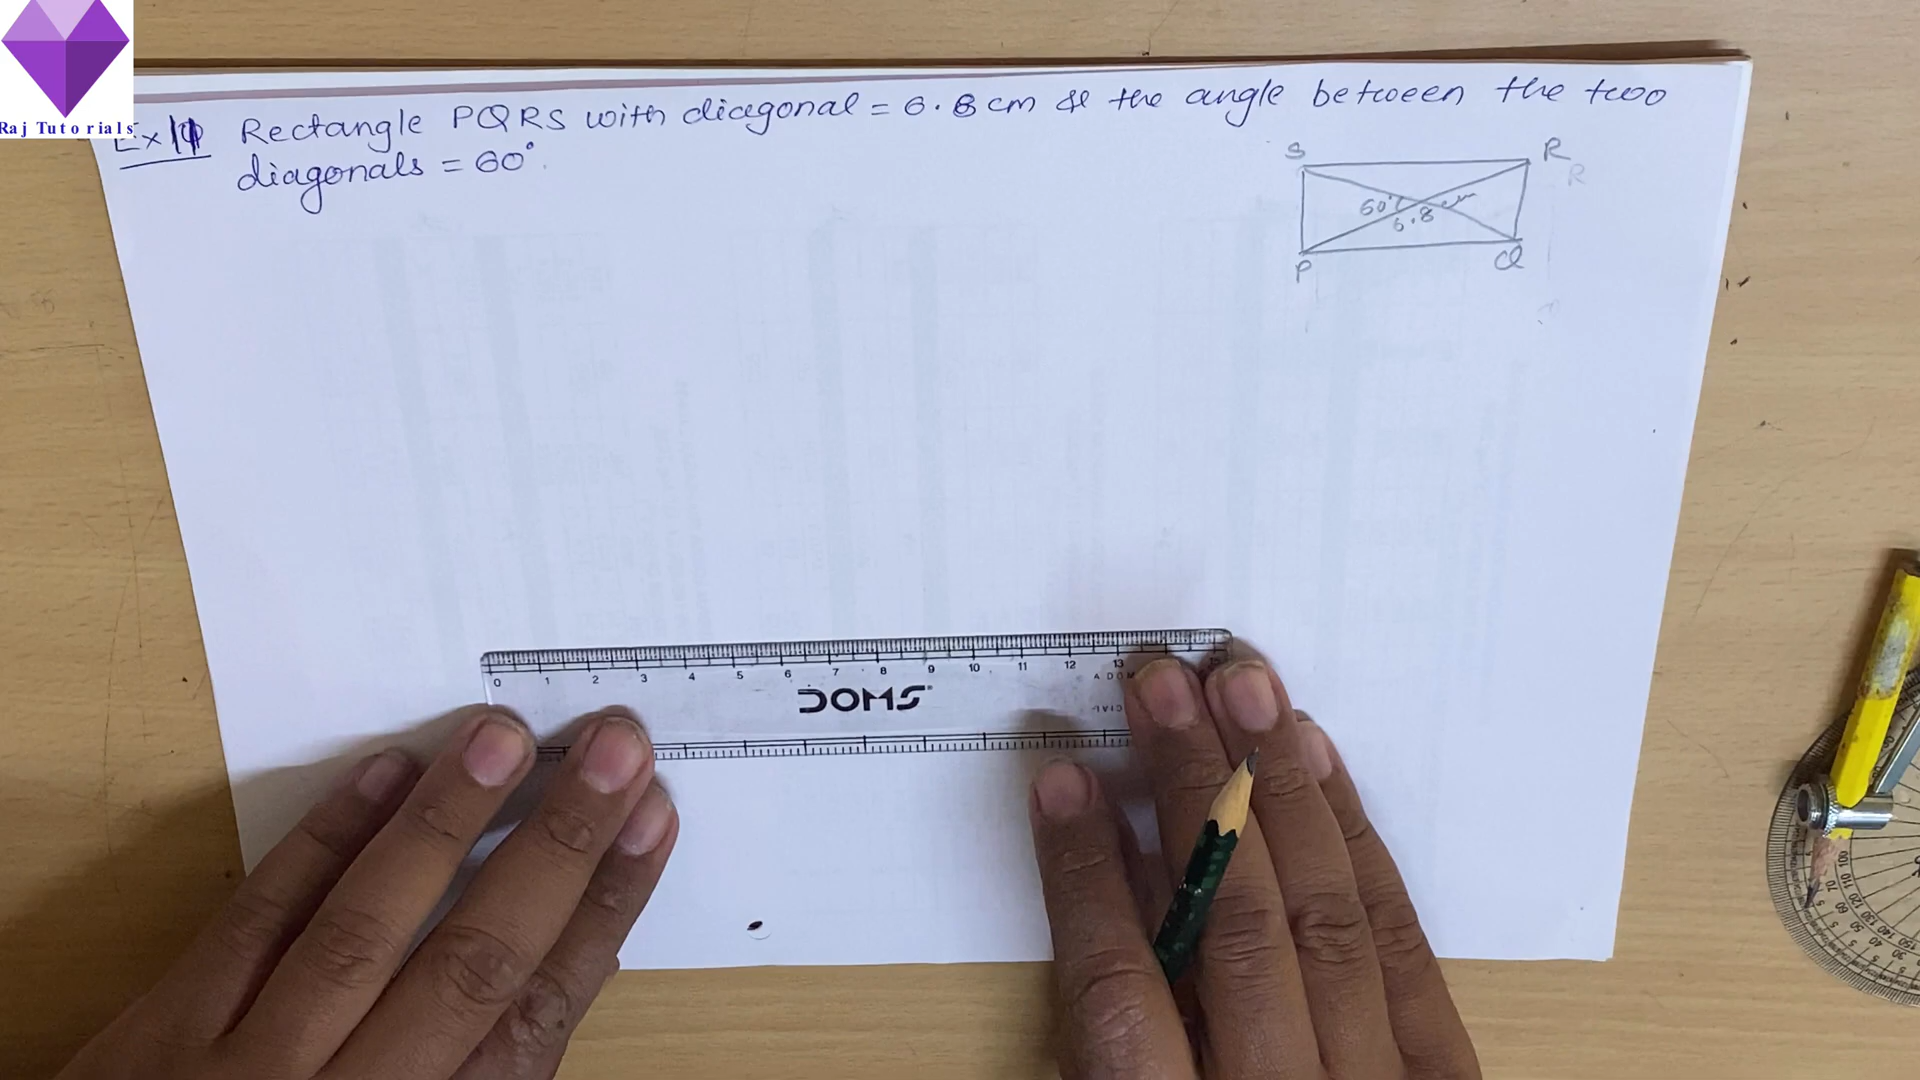 Raj Tutorials
Rectangle PQRS with diagonal = 6.8 cm & the angle between the two
diagonals = 60°.
S R
R
60°
6.8 cm
P Q
0 1 2 3 4 5 6 7 8 9 10 11 12 13
A DOM
DOMS